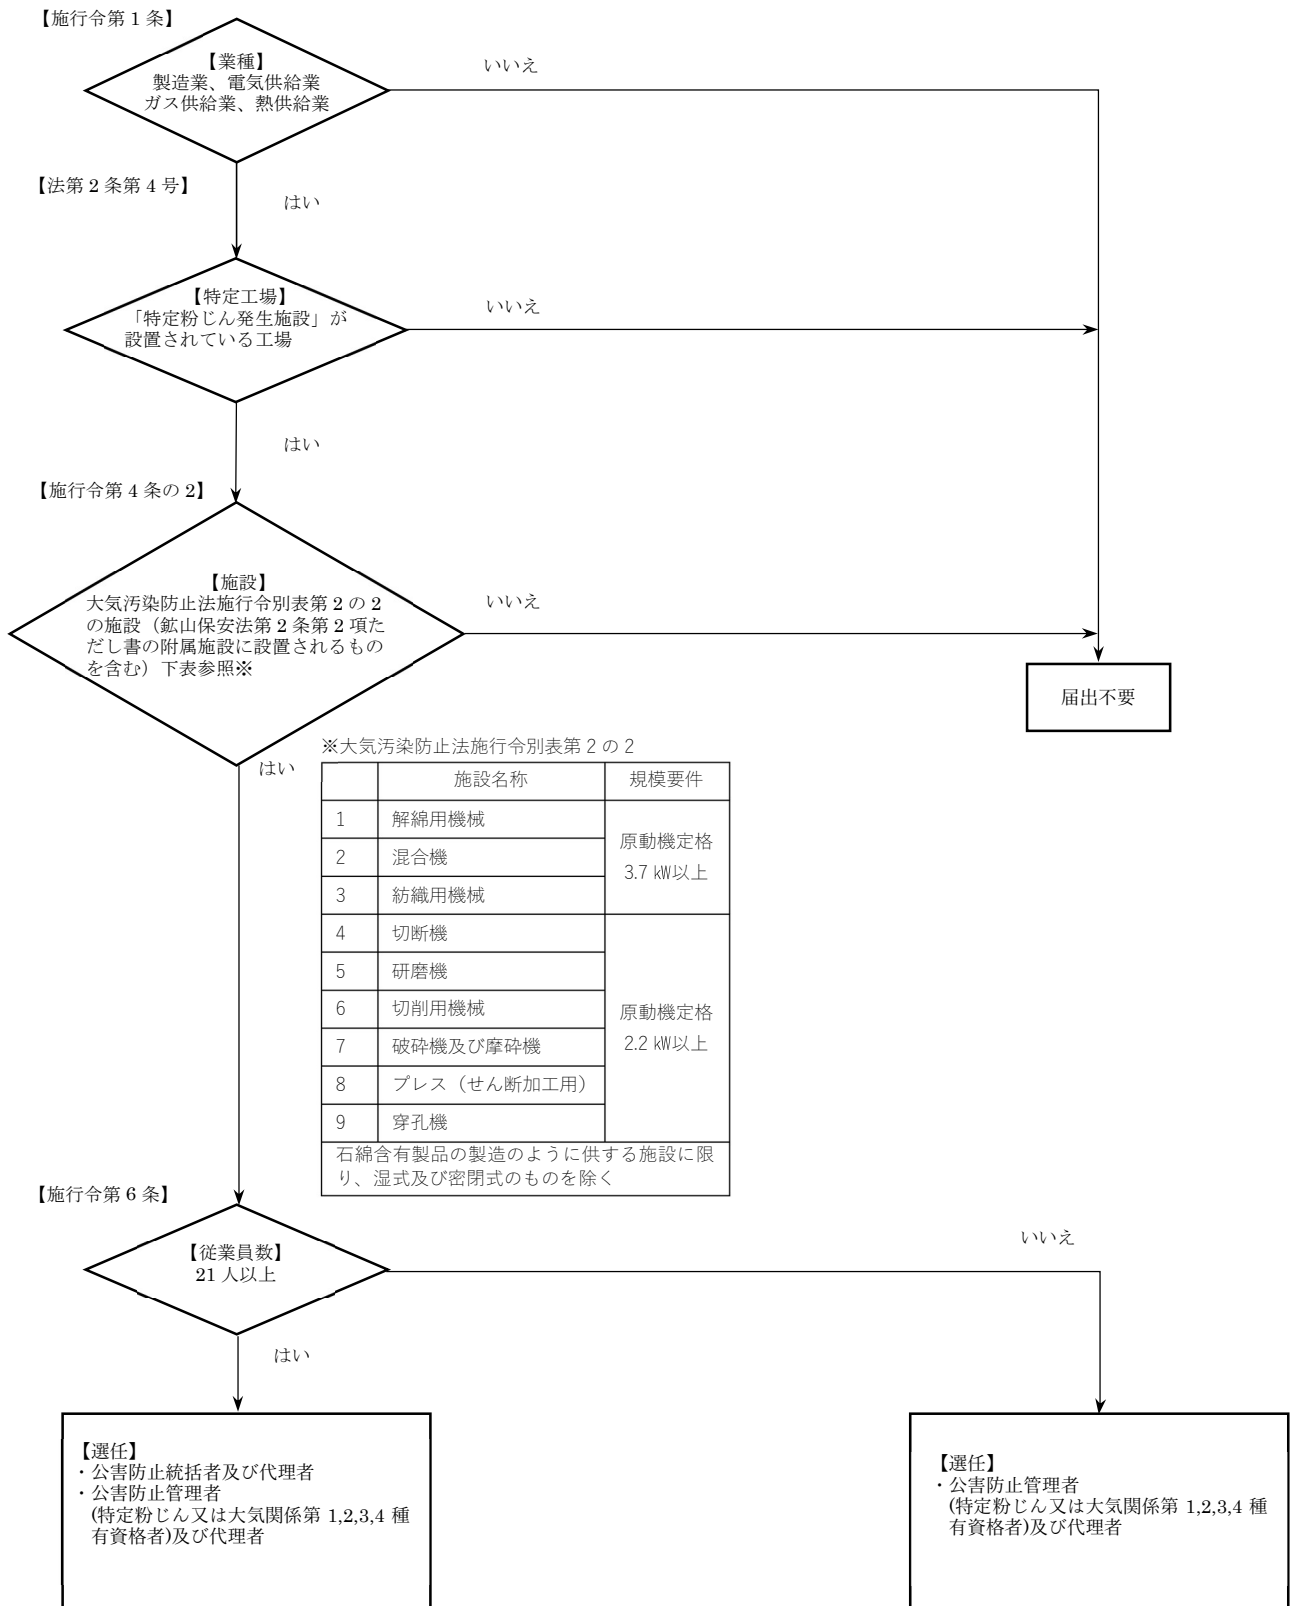 【施行令第 1 条】
【業種】
製造業、電気供給業
ガス供給業、熱供給業
いいえ
【法第 2 条第 4 号】
はい
【特定工場】
「特定粉じん発生施設」が
設置されている工場
いいえ
はい
【施行令第 4 条の 2】
【施設】
大気汚染防止法施行令別表第 2 の 2
の施設（鉱山保安法第 2 条第 2 項た
だし書の附属施設に設置されるもの
を含む）下表参照※
いいえ
届出不要
はい
※大気汚染防止法施行令別表第 2 の 2
施設名称 規模要件
1 解綿用機械
2 混合機
3 紡織用機械
原動機定格
3.7 ㎾以上
4 切断機
5 研磨機
6 切削用機械
7 破砕機及び摩砕機
8 プレス（せん断加工用）
9 穿孔機
原動機定格
2.2 ㎾以上
石綿含有製品の製造のように供する施設に限
り、湿式及び密閉式のものを除く
【施行令第 6 条】
【従業員数】
21 人以上
いいえ
はい
【選任】
・公害防止統括者及び代理者
・公害防止管理者
(特定粉じん又は大気関係第 1,2,3,4 種
有資格者)及び代理者
【選任】
・公害防止管理者
(特定粉じん又は大気関係第 1,2,3,4 種
有資格者)及び代理者